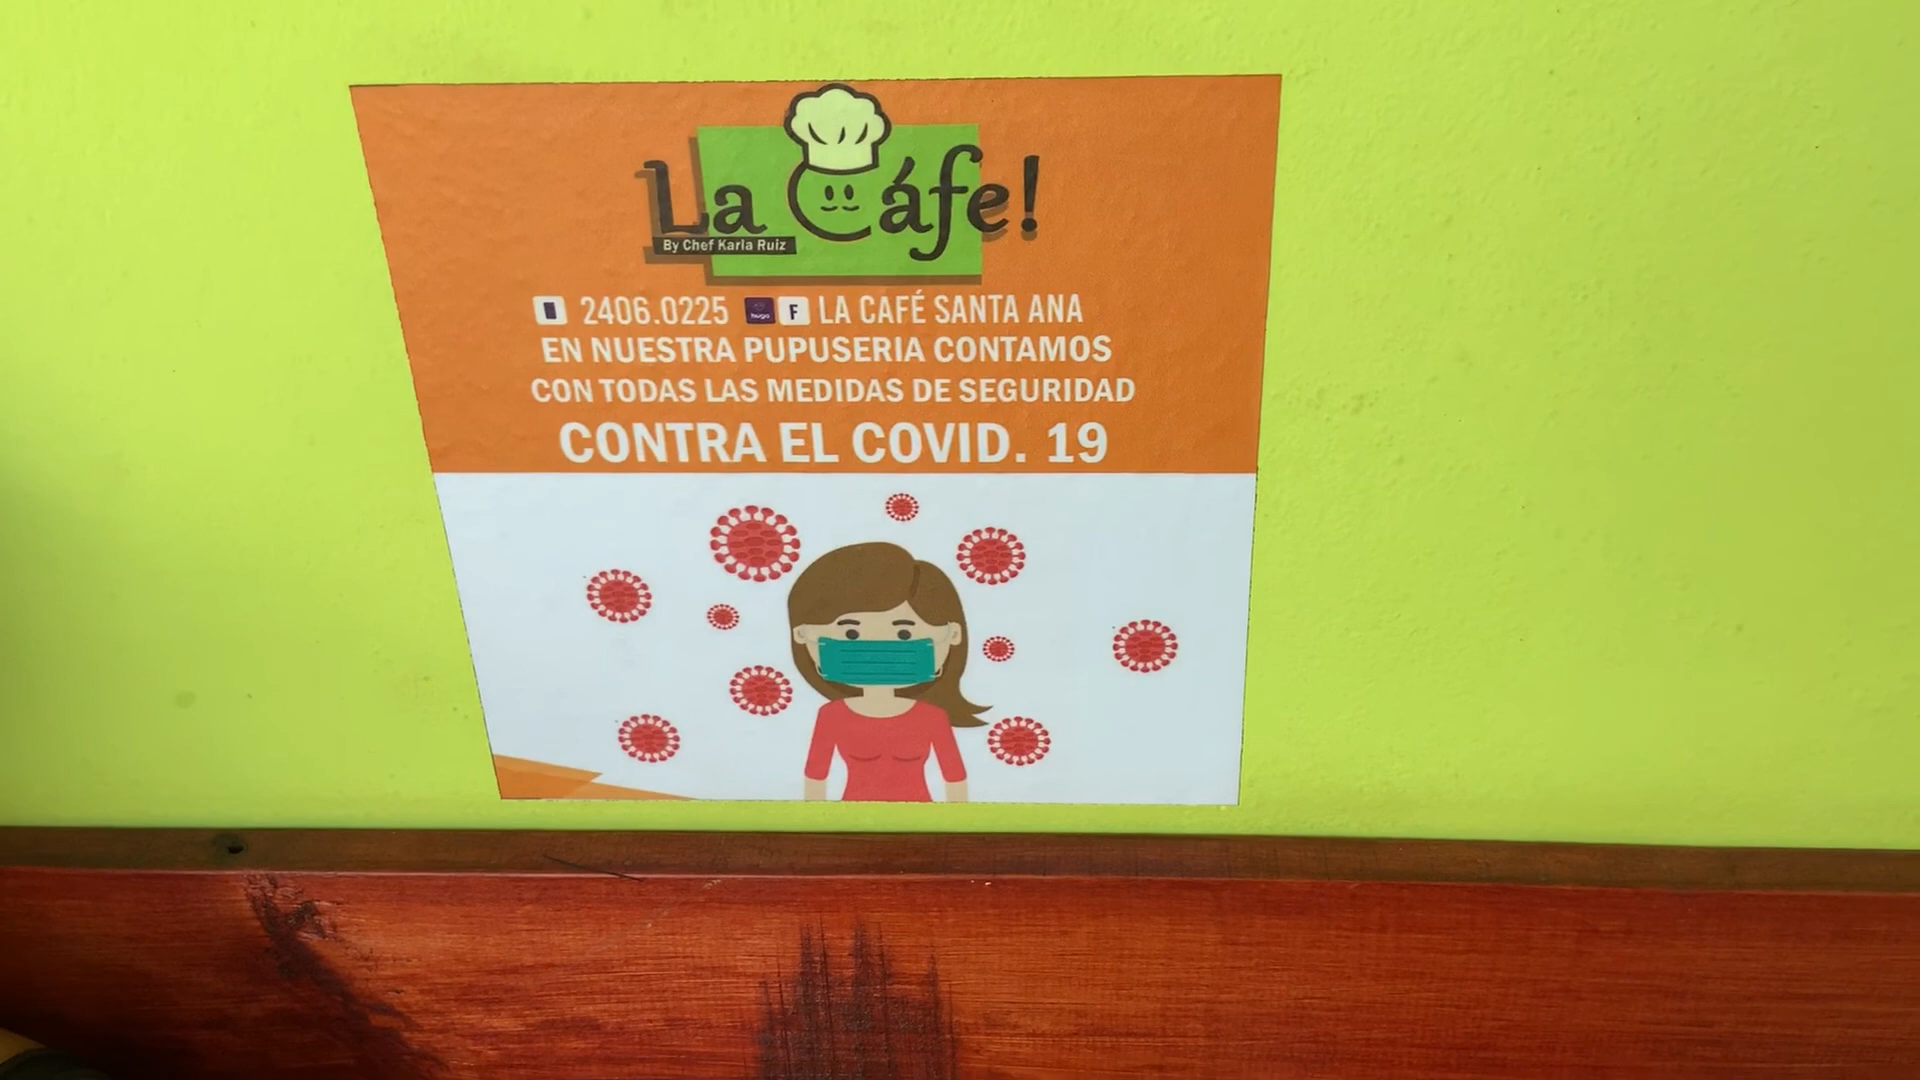 La Cáfe!
By Chef Karla Ruiz
2406.0225 hugo F LA CAFÉ SANTA ANA
EN NUESTRA PUPUSERIA CONTAMOS
CON TODAS LAS MEDIDAS DE SEGURIDAD
CONTRA EL COVID. 19